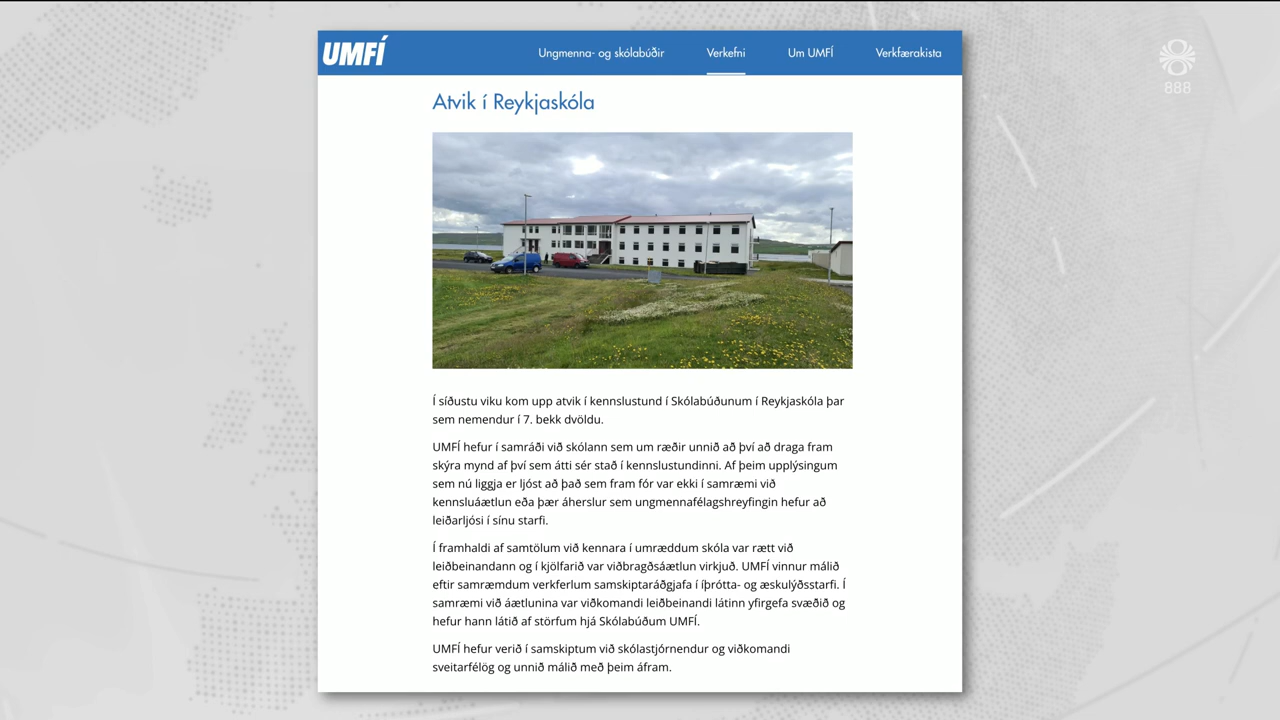 UMFÍ
Ungmenna- og skólabúðir
Verkefni
Um UMFÍ
Verkfærakista
888
Atvik í Reykjaskóla
Í síðustu viku kom upp atvik í kennslustund í Skólabúðunum í Reykjaskóla þar
sem nemendur í 7. bekk dvöldu.
UMFÍ hefur í samráði við skólann sem um ræðir unnið að því að draga fram
skýra mynd af því sem átti sér stað í kennslustundinni. Af þeim upplýsingum
sem nú liggja er ljóst að það sem fram fór var ekki í samræmi við
kennsluáætlun eða þær áherslur sem ungmennafélagshreyfingin hefur að
leiðarljósi í sínu starfi.
Í framhaldi af samtölum við kennara í umræddum skóla var rætt við
leiðbeinandann og í kjölfarið var viðbragðsáætlun virkjuð. UMFÍ vinnur málið
eftir samræmdum verkferlum samskiptaráðgjafa í íþrótta- og æskulýðsstarfi. Í
samræmi við áætlunina var viðkomandi leiðbeinandi látinn yfirgefa svæðið og
hefur hann látið af störfum hjá Skólabúðum UMFÍ.
UMFÍ hefur verið í samskiptum við skólastjórnendur og viðkomandi
sveitarfélög og unnið málið með þeim áfram.